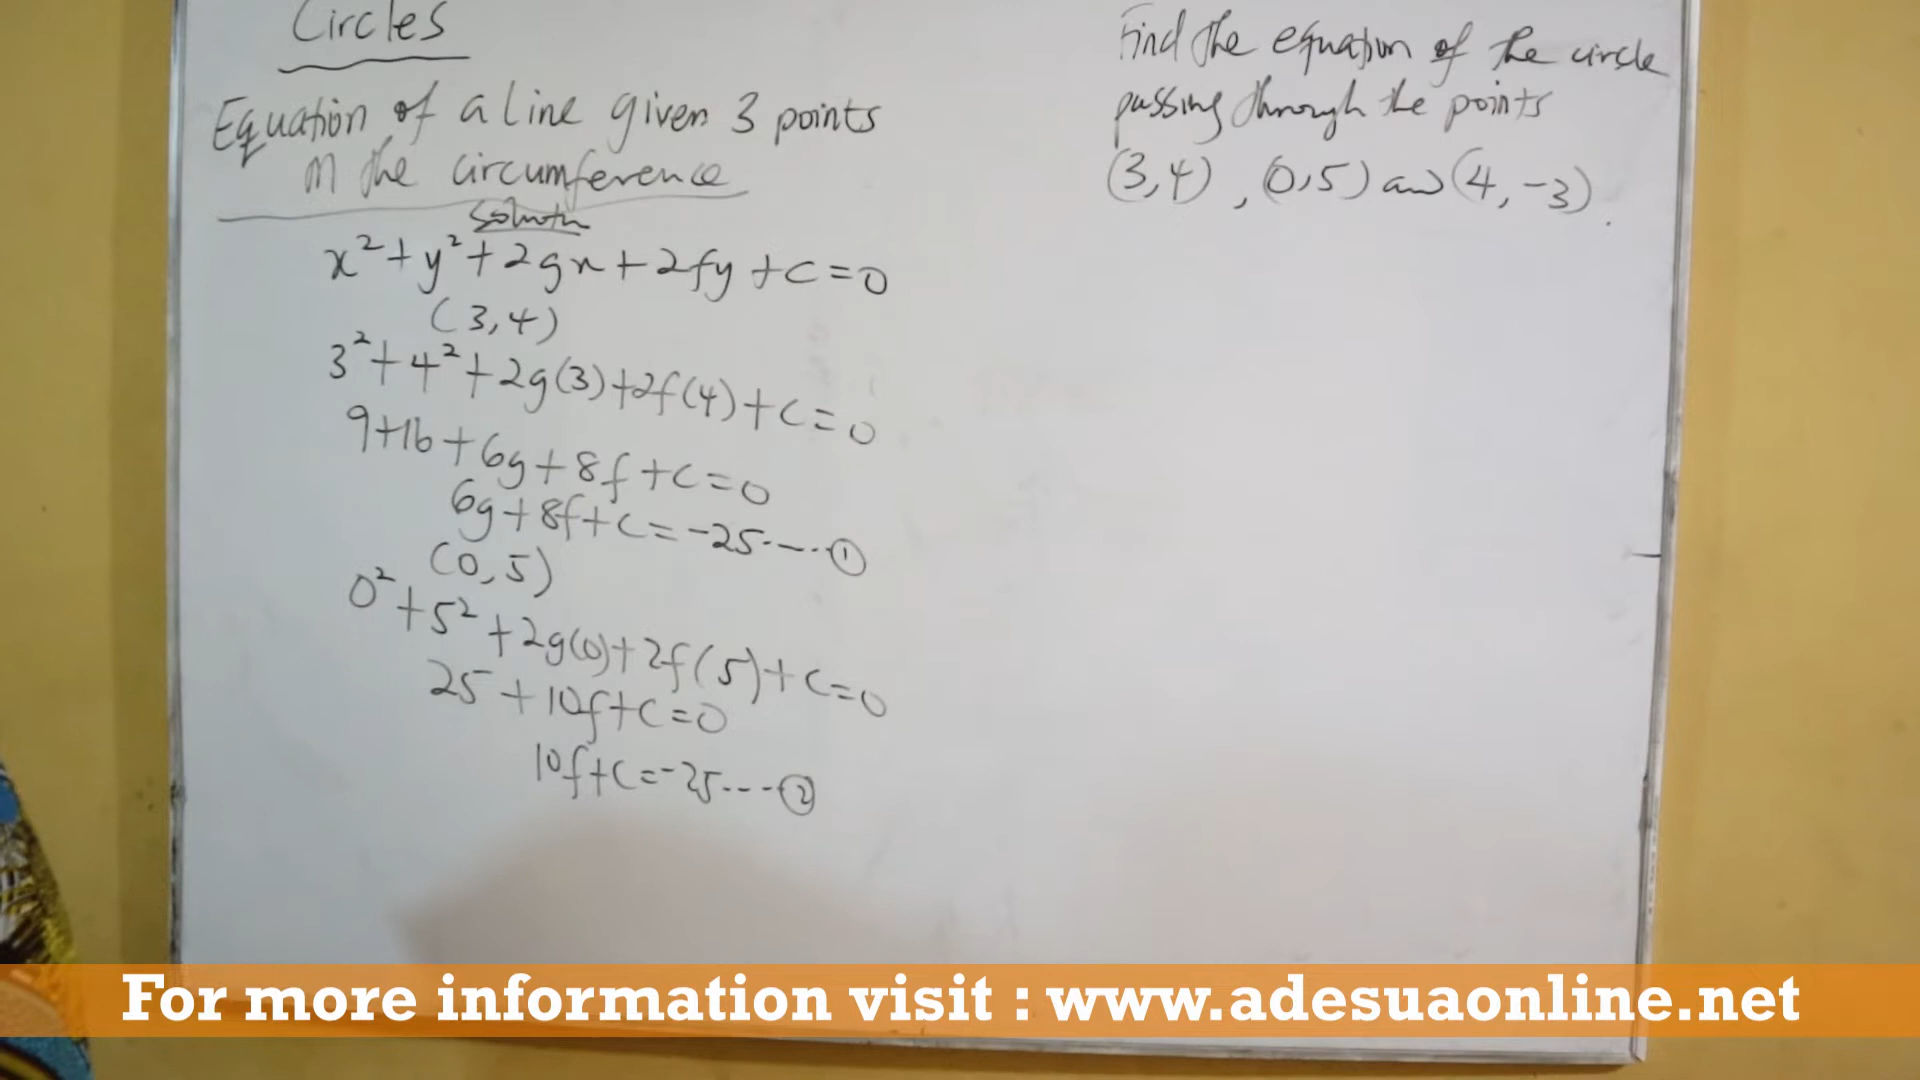 Circles
Equation of a line given 3 points
on the circumference
Solution
x² + y² + 2gx + 2fy + c = 0
(3, 4)
3² + 4² + 2g(3) + 2f(4) + c = 0
9 + 16 + 6g + 8f + c = 0
6g + 8f + c = -25 ---- ①
(0, 5)
0² + 5² + 2g(0) + 2f(5) + c = 0
25 + 10f + c = 0
10f + c = -25 ---- ②
Find the equation of the circle
passing through the points
(3, 4) , (0, 5) and (4, -3) .
For more information visit : www.adesuaonline.net